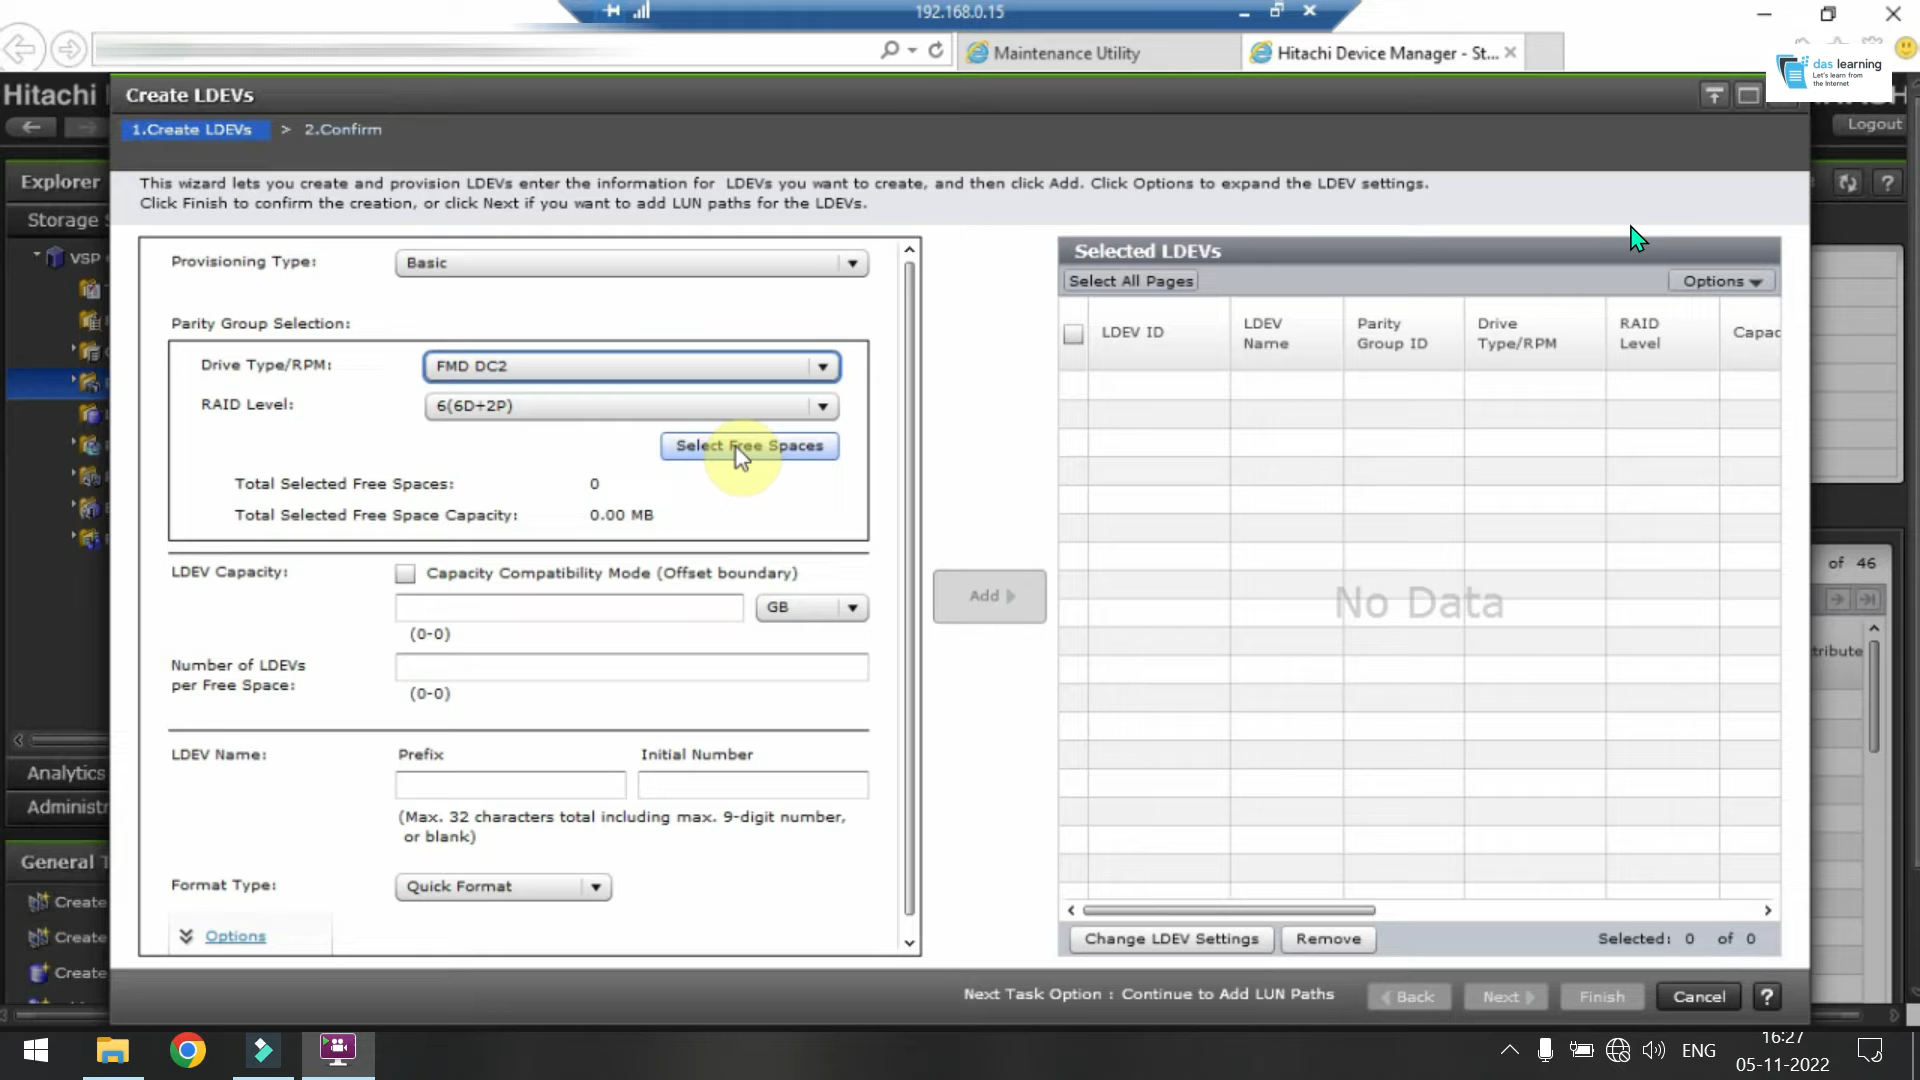 192.168.0.15
Maintenance Utility
Hitachi Device Manager - St...
das learning
Let's learn from
the Internet
Hitachi
Create LDEVs
1.Create LDEVs > 2.Confirm
Logout
Explorer
This wizard lets you create and provision LDEVs enter the information for LDEVs you want to create, and then click Add. Click Options to expand the LDEV settings.
Click Finish to confirm the creation, or click Next if you want to add LUN paths for the LDEVs.
?
Storage
VSP
Provisioning Type:
Basic
Parity Group Selection:
Drive Type/RPM:
FMD DC2
RAID Level:
6(6D+2P)
Select Free Spaces
Total Selected Free Spaces: 0
Total Selected Free Space Capacity: 0.00 MB
LDEV Capacity:
Capacity Compatibility Mode (Offset boundary)
GB
(0-0)
Number of LDEVs
per Free Space:
(0-0)
LDEV Name:
Prefix
Initial Number
(Max. 32 characters total including max. 9-digit number,
or blank)
Format Type:
Quick Format
Options
Add
Selected LDEVs
Select All Pages
Options
LDEV ID
LDEV
Name
Parity
Group ID
Drive
Type/RPM
RAID
Level
Capac
No Data
Change LDEV Settings
Remove
Selected: 0 of 0
of 46
tribute
Analytics
Administr
General T
Create
Create
Create
Next Task Option : Continue to Add LUN Paths
Back
Next
Finish
Cancel
?
ENG
16:27
05-11-2022